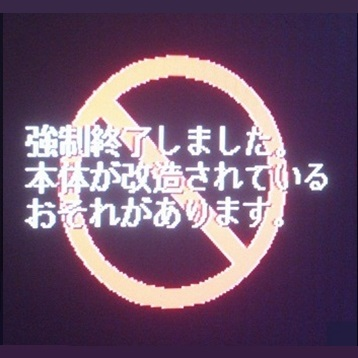 強制終了しました。
本体が改造されている
おそれがあります。